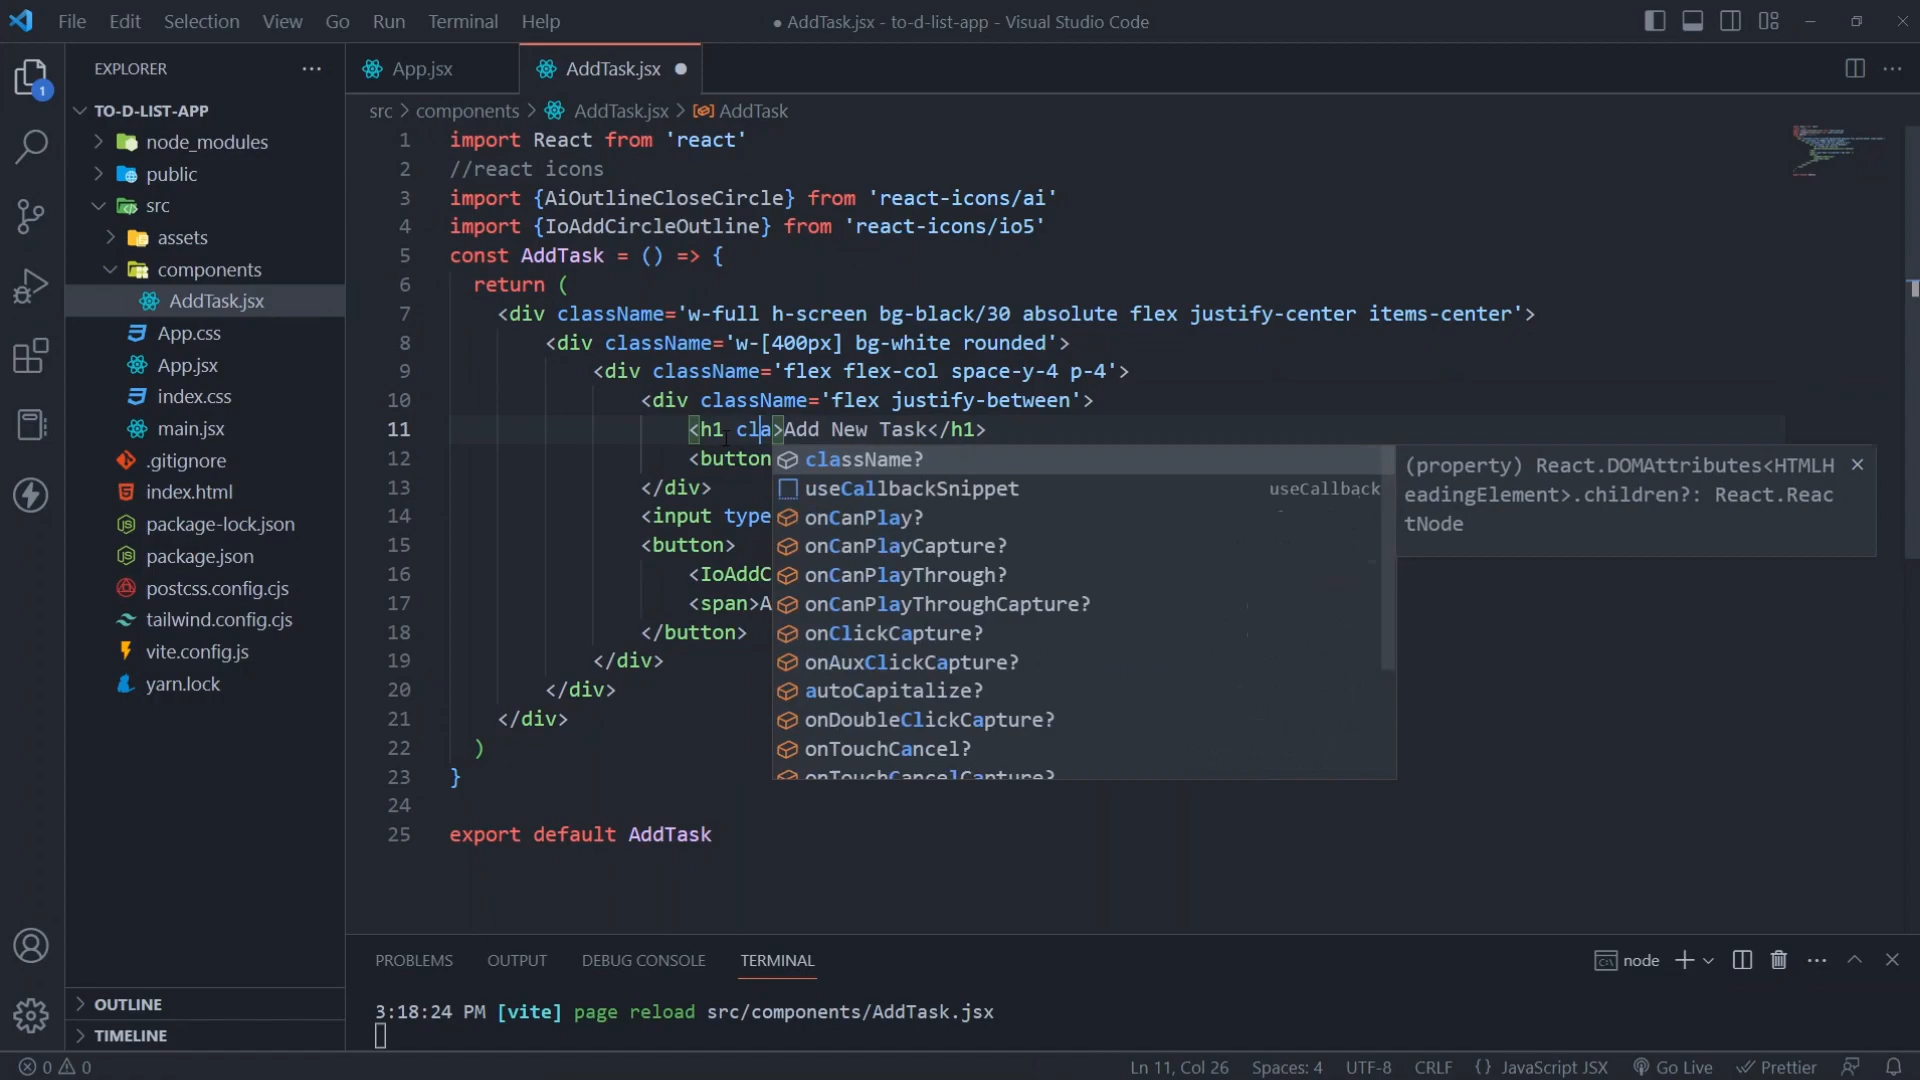 File Edit Selection View Go Run Terminal Help
● AddTask.jsx - to-d-list-app - Visual Studio Code
EXPLORER
App.jsx
AddTask.jsx ●
1
TO-D-LIST-APP
node_modules
public
src
assets
components
AddTask.jsx
App.css
App.jsx
index.css
main.jsx
.gitignore
index.html
package-lock.json
package.json
postcss.config.cjs
tailwind.config.cjs
vite.config.js
yarn.lock
OUTLINE
TIMELINE
src > components > AddTask.jsx > AddTask
1 import React from 'react'
2 //react icons
3 import {AiOutlineCloseCircle} from 'react-icons/ai'
4 import {IoAddCircleOutline} from 'react-icons/io5'
5 const AddTask = () => {
6 return (
7 <div className='w-full h-screen bg-black/30 absolute flex justify-center items-center'>
8 <div className='w-[400px] bg-white rounded'>
9 <div className='flex flex-col space-y-4 p-4'>
10 <div className='flex justify-between'>
11 <h1 cla>Add New Task</h1>
12 <button
13 </div>
14 <input type
15 <button>
16 <IoAddC
17 <span>A
18 </button>
19 </div>
20 </div>
21 </div>
22 )
23 }
24
25 export default AddTask
className?
useCallbackSnippet useCallback
onCanPlay?
onCanPlayCapture?
onCanPlayThrough?
onCanPlayThroughCapture?
onClickCapture?
onAuxClickCapture?
autoCapitalize?
onDoubleClickCapture?
onTouchCancel?
onTouchCancelCapture?
(property) React.DOMAttributes<HTMLH
eadingElement>.children?: React.Reac
tNode
PROBLEMS OUTPUT DEBUG CONSOLE TERMINAL
node
3:18:24 PM [vite] page reload src/components/AddTask.jsx
0 0
Ln 11, Col 26 Spaces: 4 UTF-8 CRLF {} JavaScript JSX Go Live Prettier